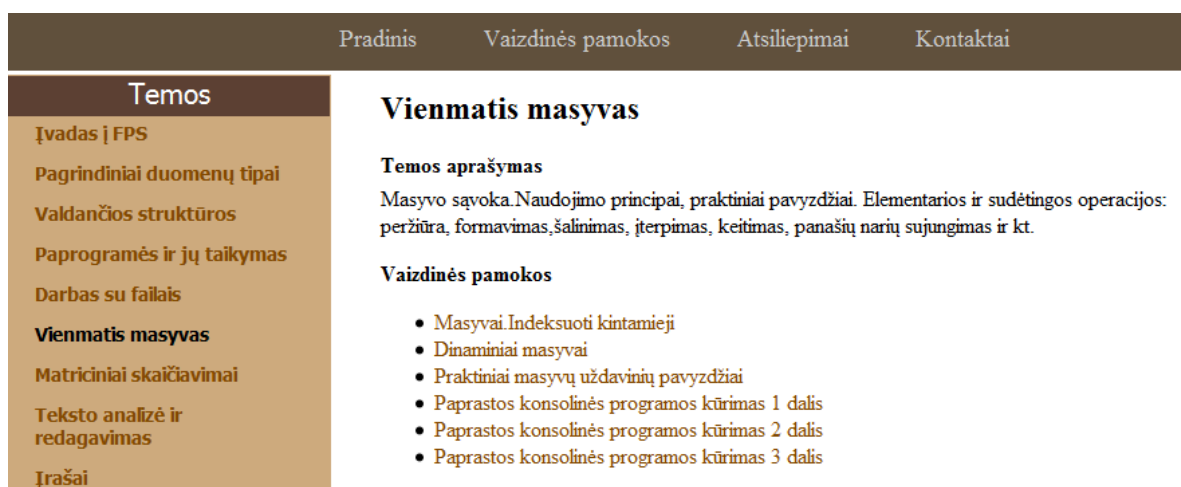 Pradinis Vaizdinės pamokos Atsiliepimai Kontaktai
Temos
Įvadas į FPS
Pagrindiniai duomenų tipai
Valdančios struktūros
Paprogramės ir jų taikymas
Darbas su failais
Vienmatis masyvas
Matriciniai skaičiavimai
Teksto analizė ir
redagavimas
Įrašai
Vienmatis masyvas
Temos aprašymas
Masyvo sąvoka.Naudojimo principai, praktiniai pavyzdžiai. Elementarios ir sudėtingos operacijos:
peržiūra, formavimas,šalinimas, įterpimas, keitimas, panašių narių sujungimas ir kt.
Vaizdinės pamokos
• Masyvai.Indeksuoti kintamieji
• Dinaminiai masyvai
• Praktiniai masyvų uždavinių pavyzdžiai
• Paprastos konsolinės programos kūrimas 1 dalis
• Paprastos konsolinės programos kūrimas 2 dalis
• Paprastos konsolinės programos kūrimas 3 dalis